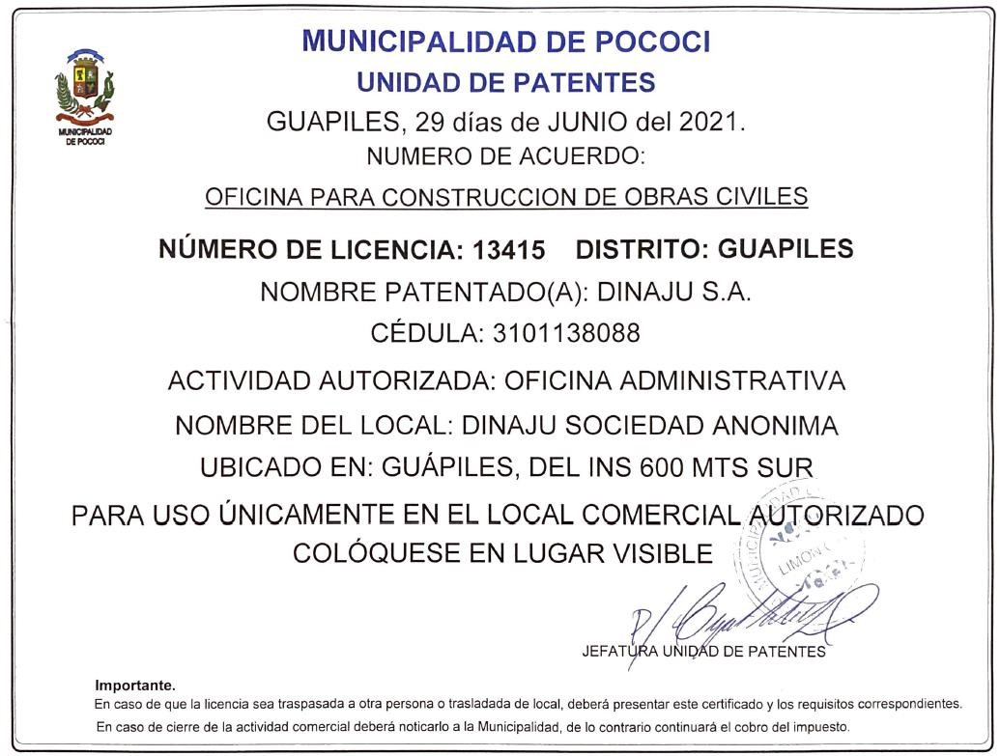 MUNICIPALIDAD DE POCOCI
UNIDAD DE PATENTES
MUNICIPALIDAD
DE POCOCI
GUAPILES, 29 días de JUNIO del 2021.
NUMERO DE ACUERDO:
OFICINA PARA CONSTRUCCION DE OBRAS CIVILES
NÚMERO DE LICENCIA: 13415 DISTRITO: GUAPILES
NOMBRE PATENTADO(A): DINAJU S.A.
CÉDULA: 3101138088
ACTIVIDAD AUTORIZADA: OFICINA ADMINISTRATIVA
NOMBRE DEL LOCAL: DINAJU SOCIEDAD ANONIMA
UBICADO EN: GUÁPILES, DEL INS 600 MTS SUR
PARA USO ÚNICAMENTE EN EL LOCAL COMERCIAL AUTORIZADO
COLÓQUESE EN LUGAR VISIBLE
MUNICIPALIDAD
LIMON
p/
JEFATURA UNIDAD DE PATENTES
Importante.
En caso de que la licencia sea traspasada a otra persona o trasladada de local, deberá presentar este certificado y los requisitos correspondientes.
En caso de cierre de la actividad comercial deberá noticarlo a la Municipalidad, de lo contrario continuará el cobro del impuesto.